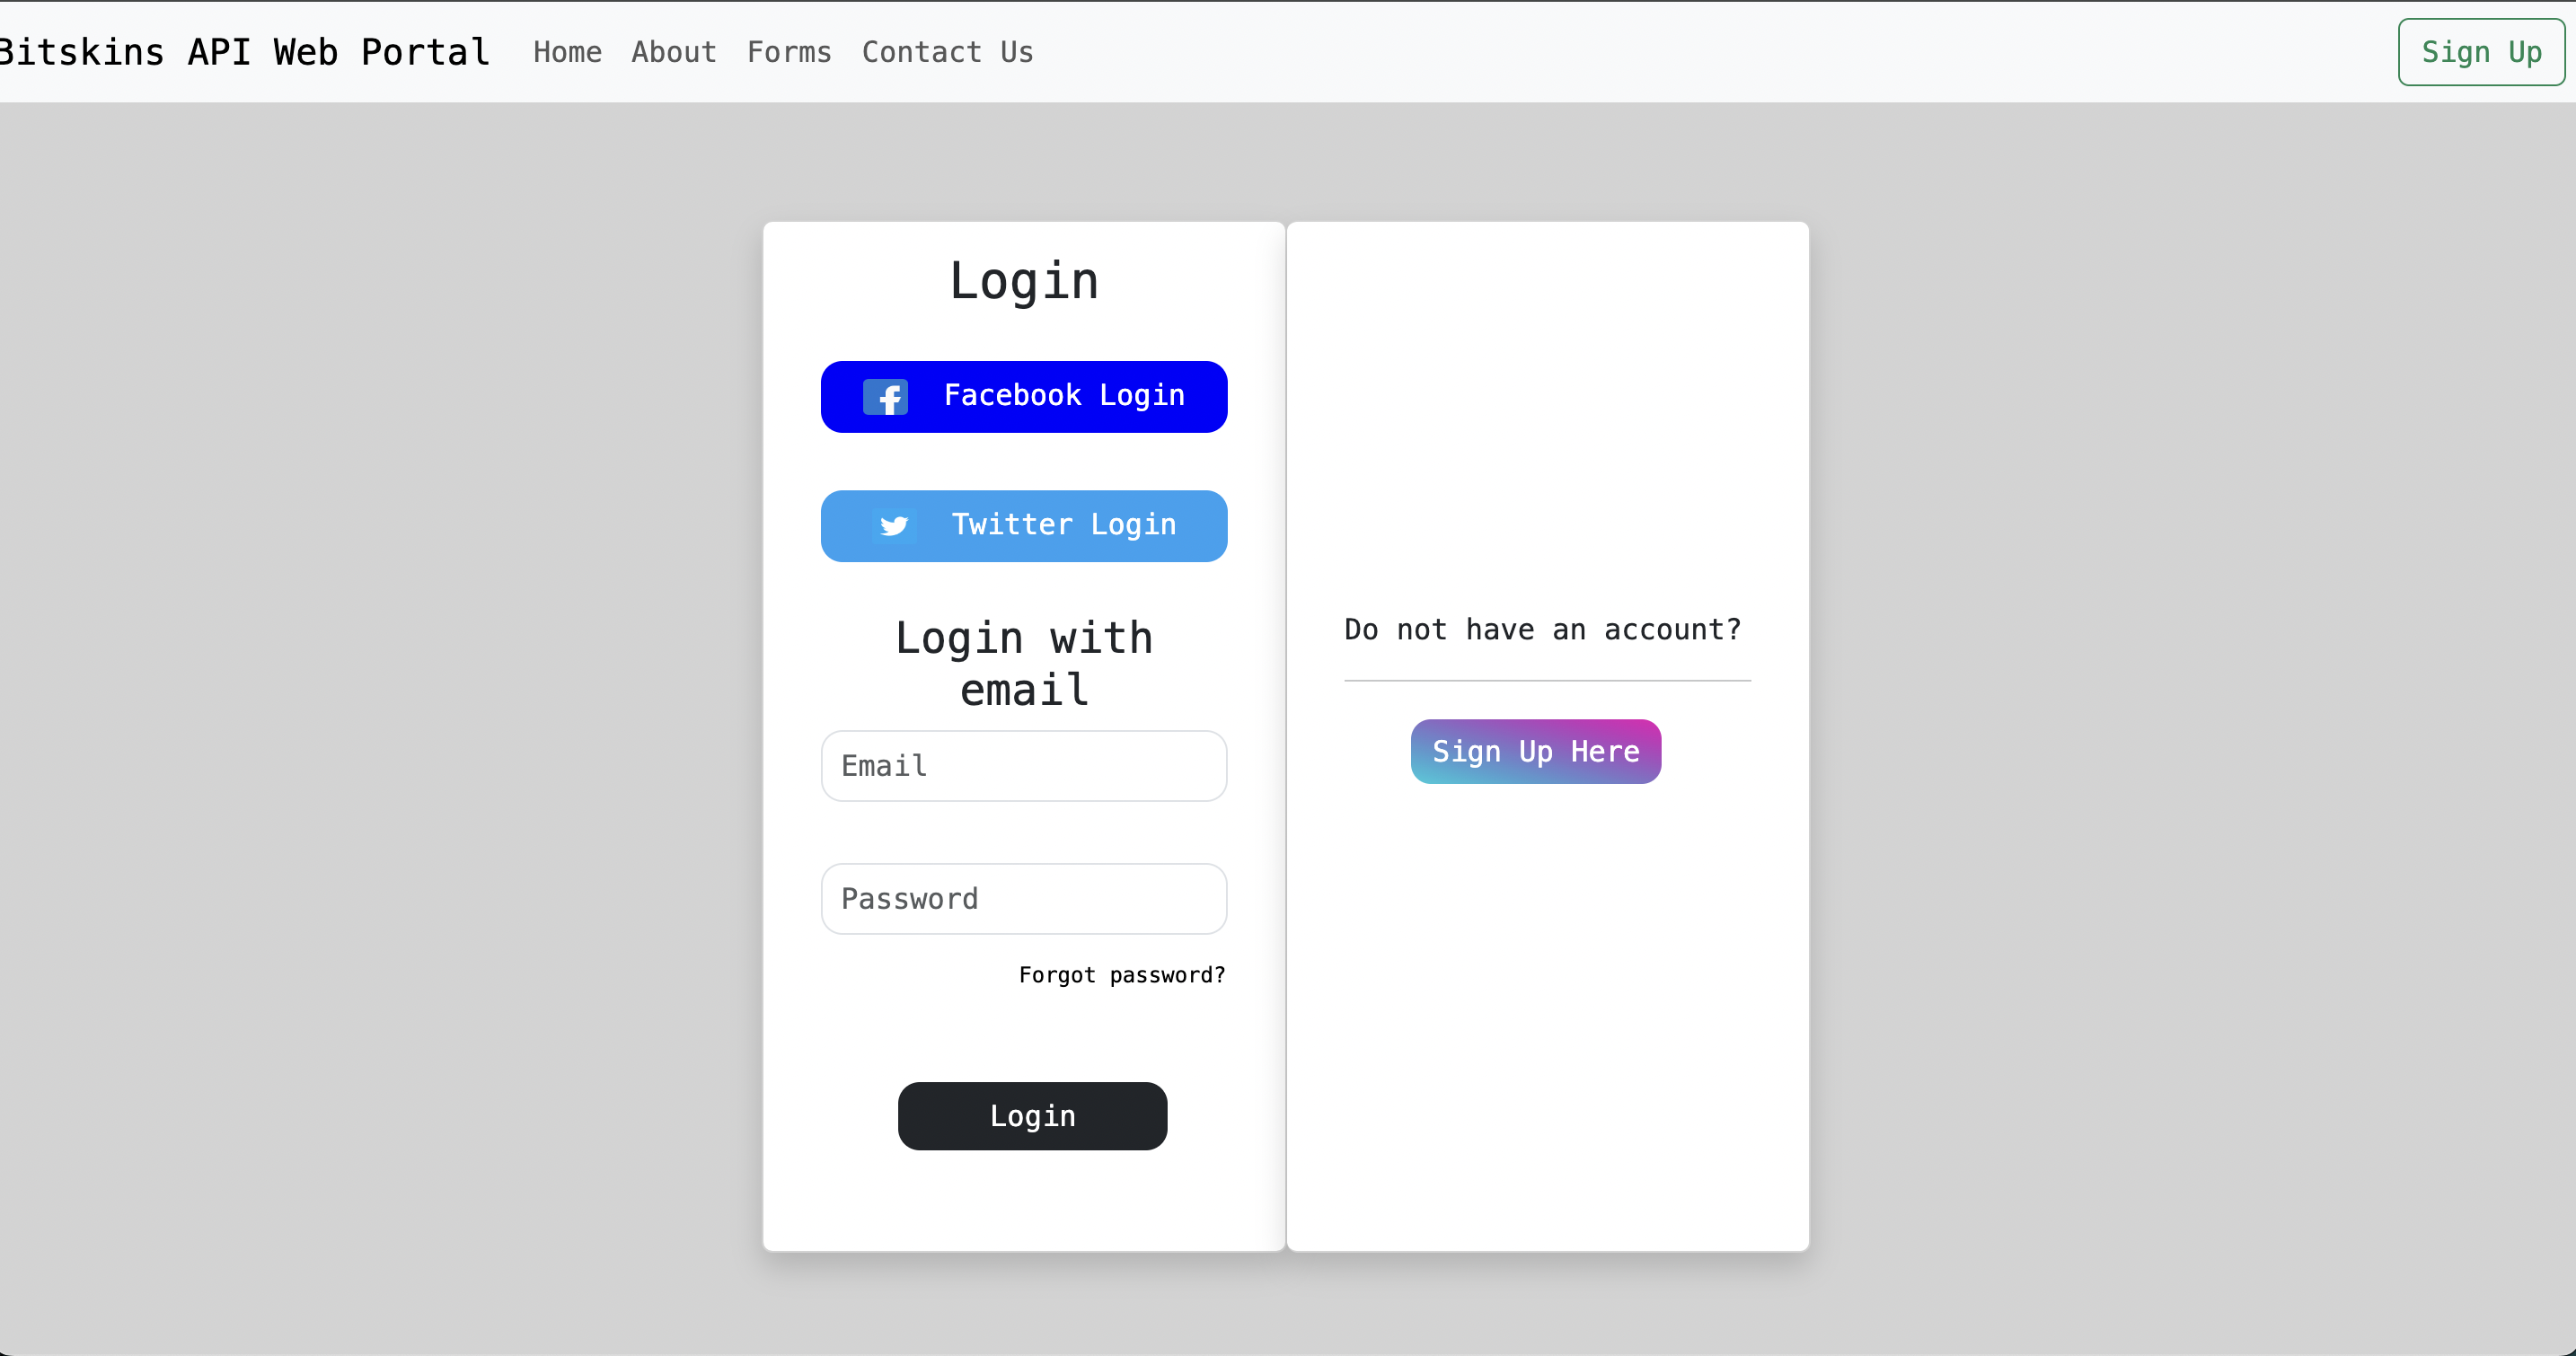 Bitskins API Web Portal Home About Forms Contact Us Sign Up
Login
Facebook Login
Twitter Login
Login with
email
Email
Password
Forgot password?
Login
Do not have an account?
Sign Up Here